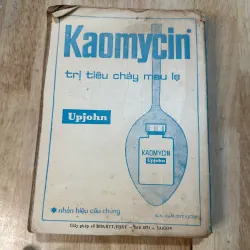 Kaomycin
trị tiêu chảy mau lẹ
Upjohn
KAOMYCIN
Upjohn
nhãn hiệu cầu chứng